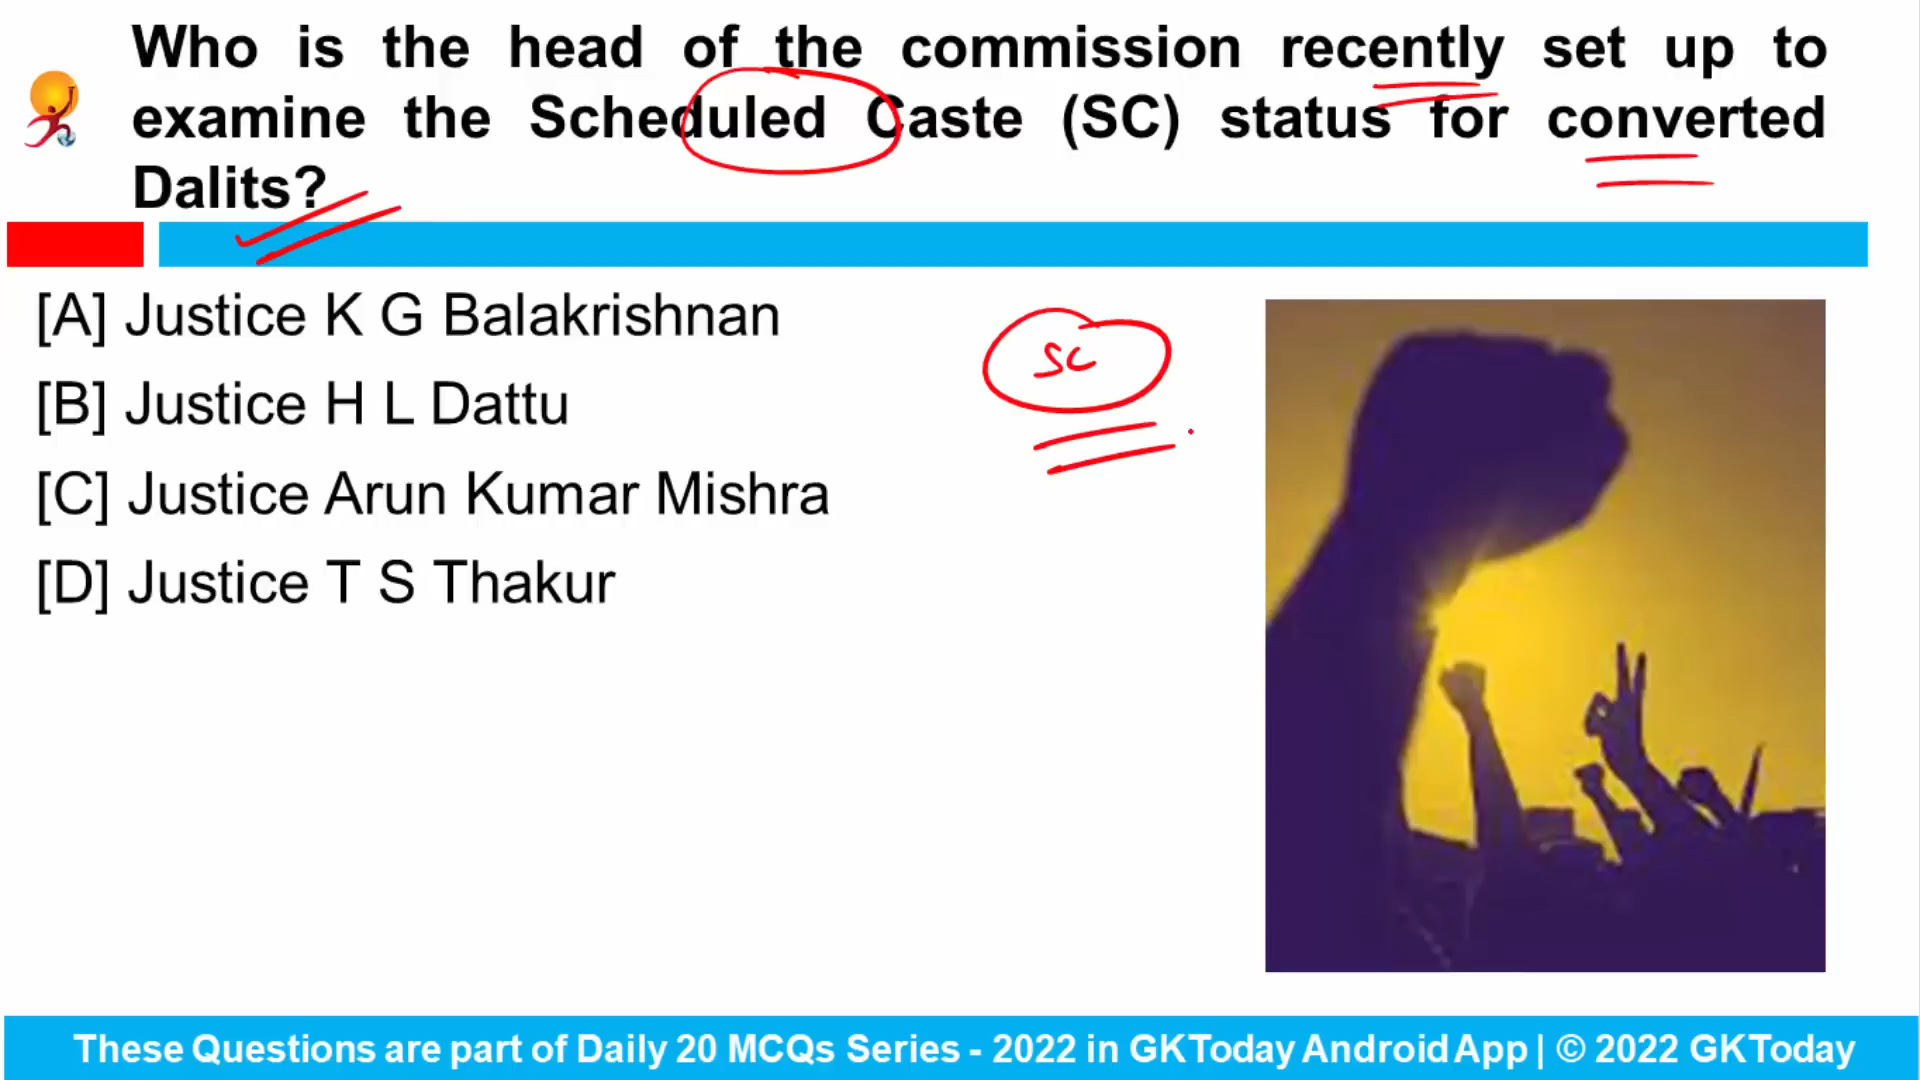 Who is the head of the commission recently set up to
examine the Scheduled Caste (SC) status for converted
Dalits?
[A] Justice K G Balakrishnan
[B] Justice H L Dattu
[C] Justice Arun Kumar Mishra
[D] Justice T S Thakur
SC
These Questions are part of Daily 20 MCQs Series - 2022 in GKToday Android App | © 2022 GKToday